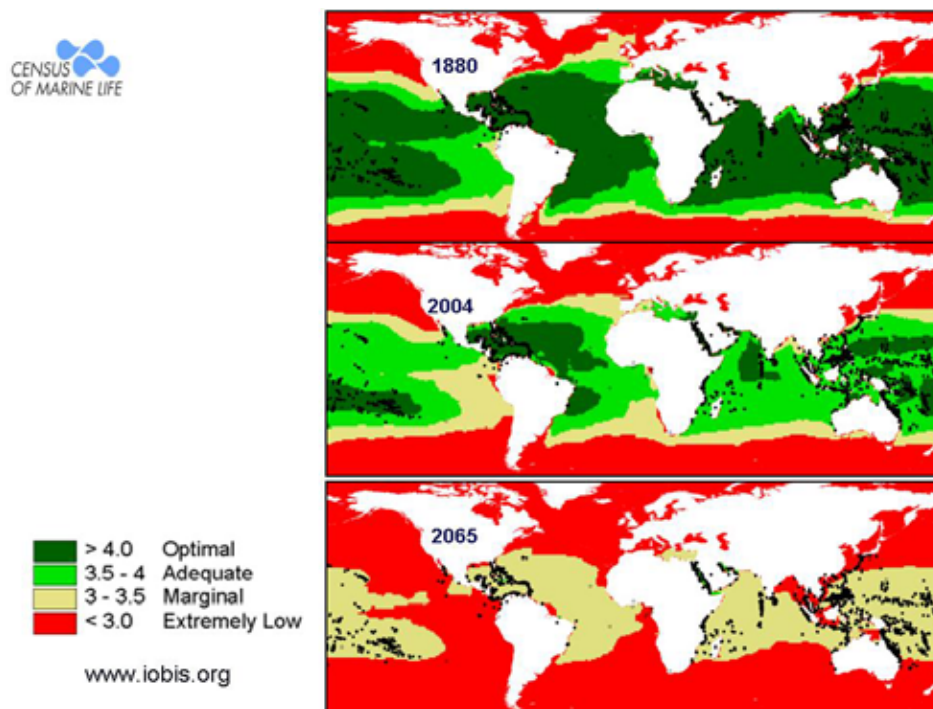 CENSUS
OF MARINE LIFE
1880
2004
2065
> 4.0 Optimal
3.5 - 4 Adequate
3 - 3.5 Marginal
< 3.0 Extremely Low
www.iobis.org